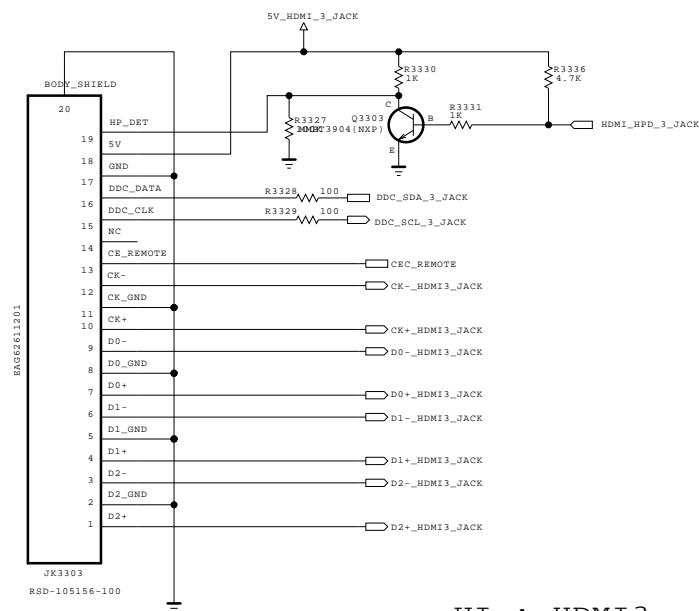 5V_HDMI_3_JACK
BODY_SHIELD
20
R3330
1K
R3336
4.7K
HP_DET
19
R3327
C
Q3303
MMBT3904(NXP)
B
E
R3331
1K
HDMI_HPD_3_JACK
5V
18
GND
17
DDC_DATA
16
R3328 100
DDC_SDA_3_JACK
DDC_CLK
15
R3329 100
DDC_SCL_3_JACK
NC
14
CE_REMOTE
13
CEC_REMOTE
CK-
12
CK-_HDMI3_JACK
CK_GND
11
CK+
10
CK+_HDMI3_JACK
D0-
9
D0-_HDMI3_JACK
D0_GND
8
D0+
7
D0+_HDMI3_JACK
D1-
6
D1-_HDMI3_JACK
D1_GND
5
D1+
4
D1+_HDMI3_JACK
D2-
3
D2-_HDMI3_JACK
D2_GND
2
D2+
1
D2+_HDMI3_JACK
EAG62611201
JK3303
RSD-105156-100